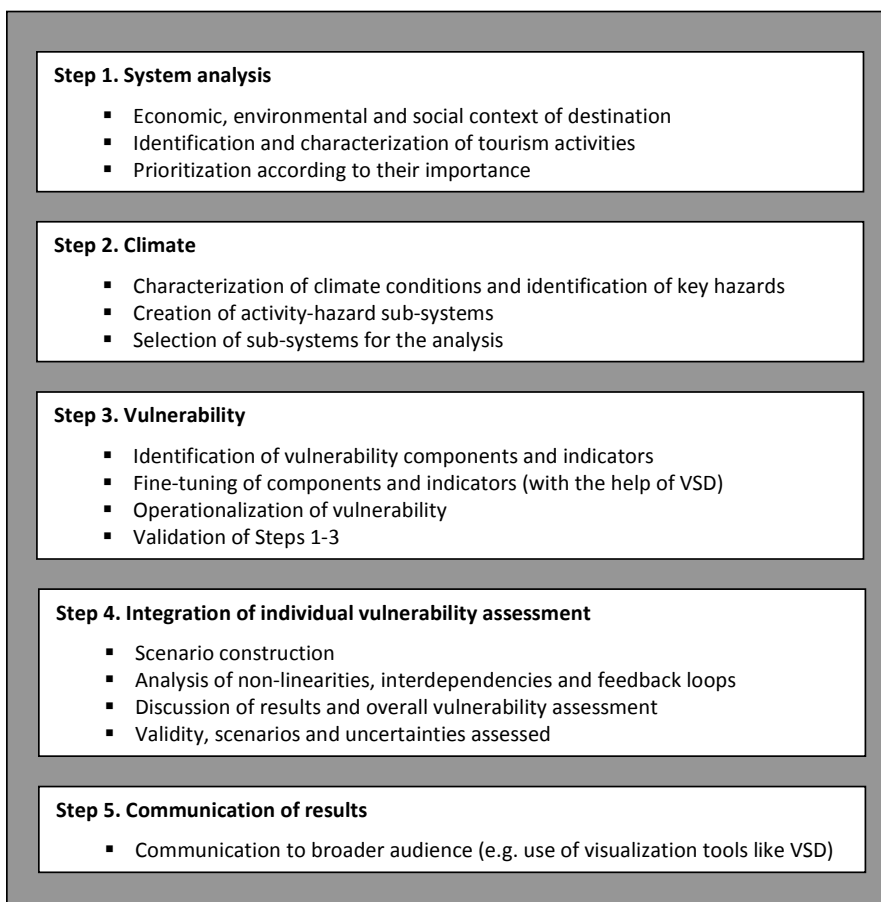 Step 1. System analysis
▪ Economic, environmental and social context of destination
▪ Identification and characterization of tourism activities
▪ Prioritization according to their importance
Step 2. Climate
▪ Characterization of climate conditions and identification of key hazards
▪ Creation of activity-hazard sub-systems
▪ Selection of sub-systems for the analysis
Step 3. Vulnerability
▪ Identification of vulnerability components and indicators
▪ Fine-tuning of components and indicators (with the help of VSD)
▪ Operationalization of vulnerability
▪ Validation of Steps 1-3
Step 4. Integration of individual vulnerability assessment
▪ Scenario construction
▪ Analysis of non-linearities, interdependencies and feedback loops
▪ Discussion of results and overall vulnerability assessment
▪ Validity, scenarios and uncertainties assessed
Step 5. Communication of results
▪ Communication to broader audience (e.g. use of visualization tools like VSD)